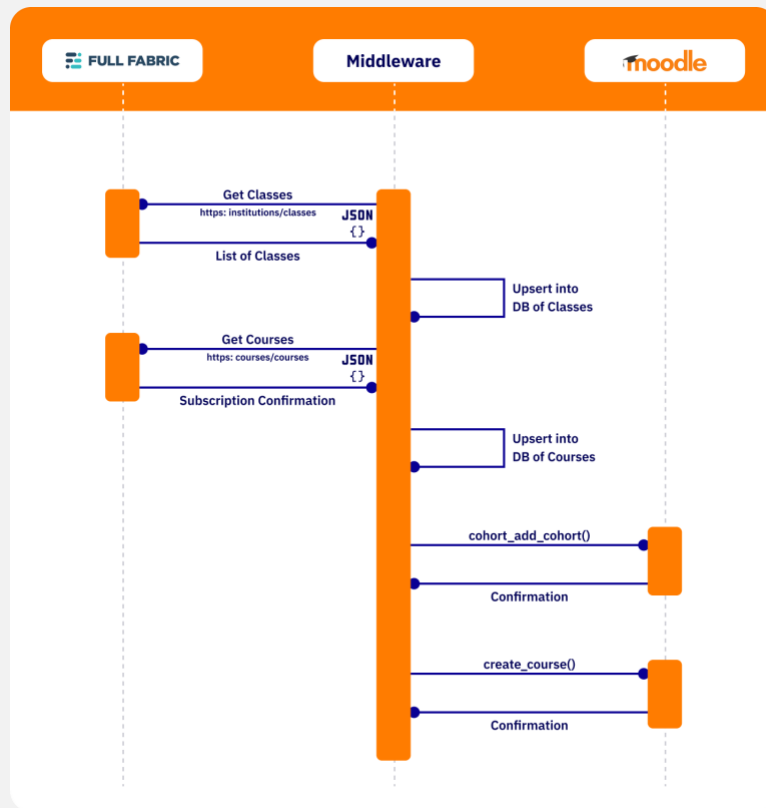 FULL FABRIC
Middleware
moodle
Get Classes
https: institutions/classes
JSON
{}
List of Classes
Upsert into
DB of Classes
Get Courses
https: courses/courses
JSON
{}
Subscription Confirmation
Upsert into
DB of Courses
cohort_add_cohort()
Confirmation
create_course()
Confirmation